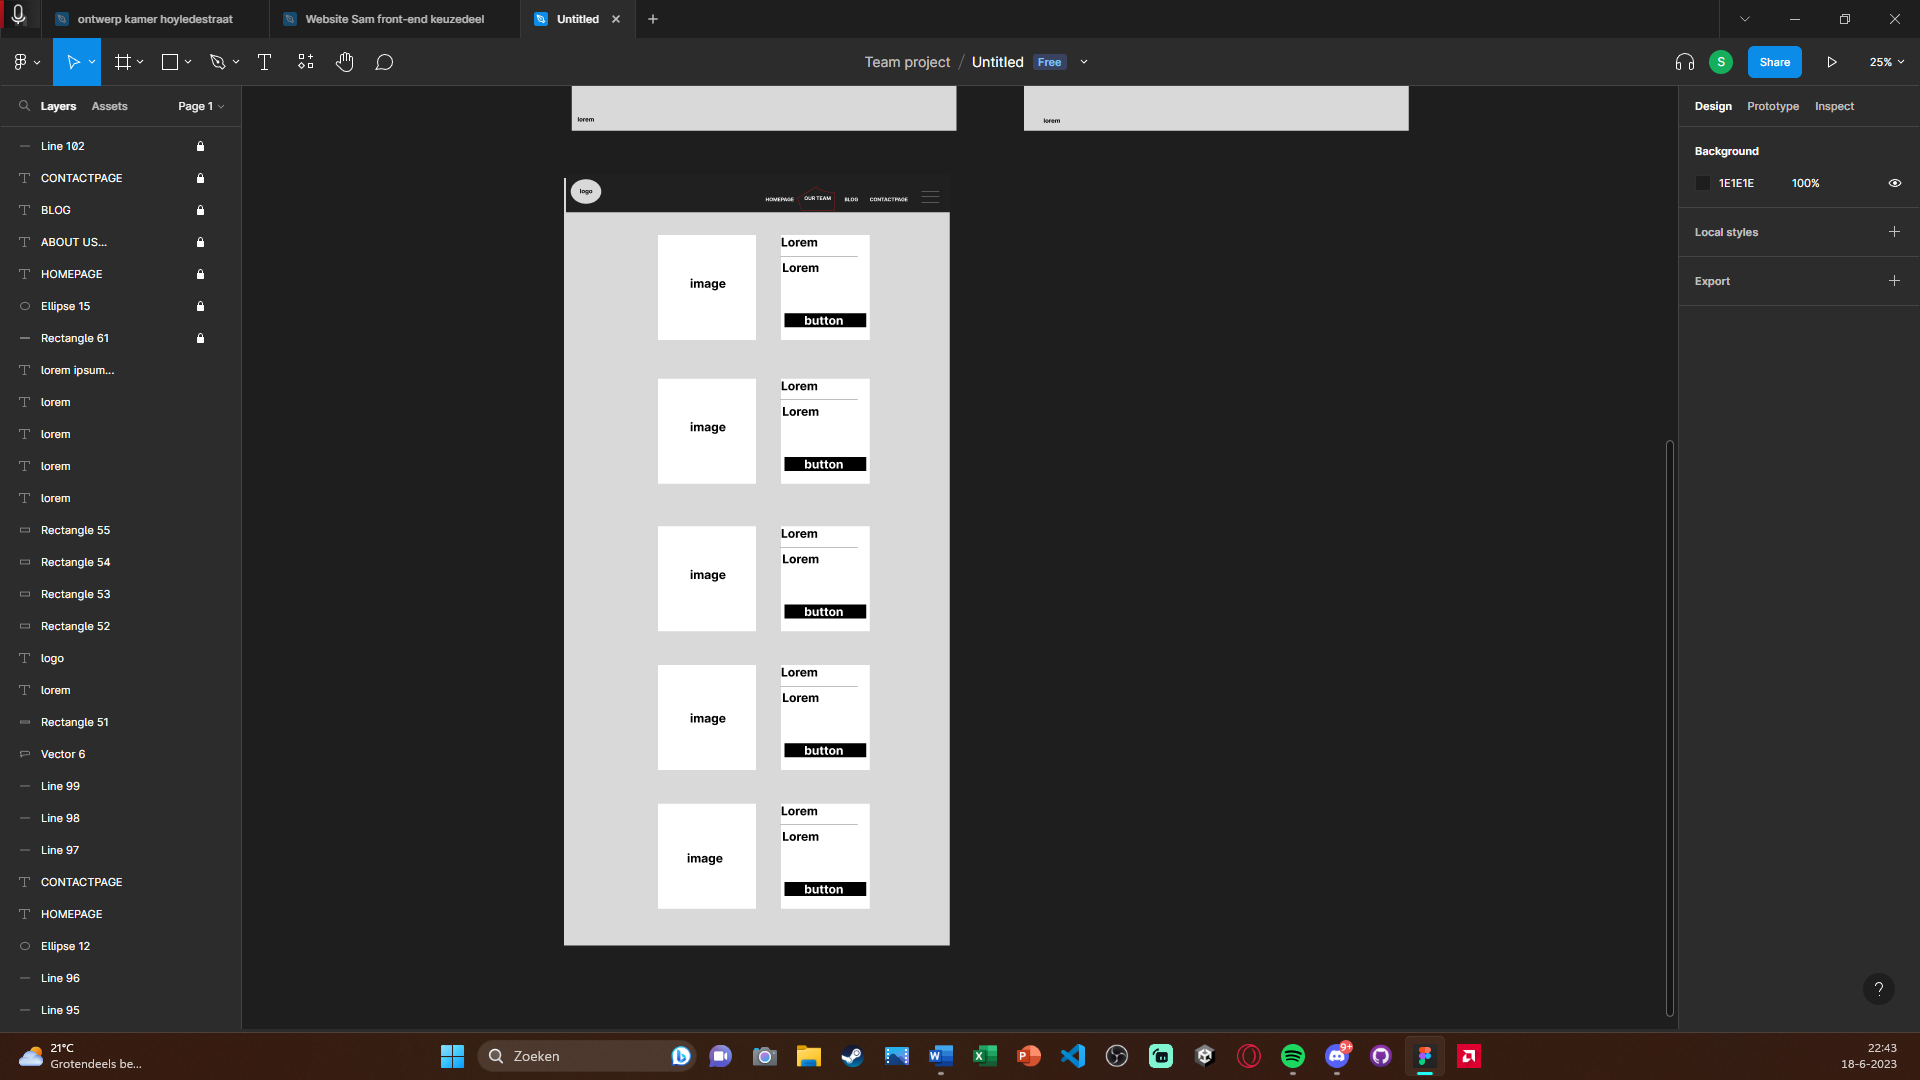 ontwerp kamer hoyledestraat
Website Sam front-end keuzedeel
Untitled
Team project / Untitled Free
S
Share
25%
Layers
Assets
Page 1
Line 102
CONTACTPAGE
BLOG
ABOUT US...
HOMEPAGE
Ellipse 15
Rectangle 61
lorem ipsum...
lorem
lorem
lorem
lorem
Rectangle 55
Rectangle 54
Rectangle 53
Rectangle 52
logo
lorem
Rectangle 51
Vector 6
Line 99
Line 98
Line 97
CONTACTPAGE
HOMEPAGE
Ellipse 12
Line 96
Line 95
lorem
lorem
logo
HOMEPAGE
OUR TEAM
BLOG
CONTACTPAGE
image
Lorem
Lorem
button
image
Lorem
Lorem
button
image
Lorem
Lorem
button
image
Lorem
Lorem
button
image
Lorem
Lorem
button
Design
Prototype
Inspect
Background
1E1E1E
100%
Local styles
Export
?
21°C
Grotendeels be...
Zoeken
9+
22:43
18-6-2023